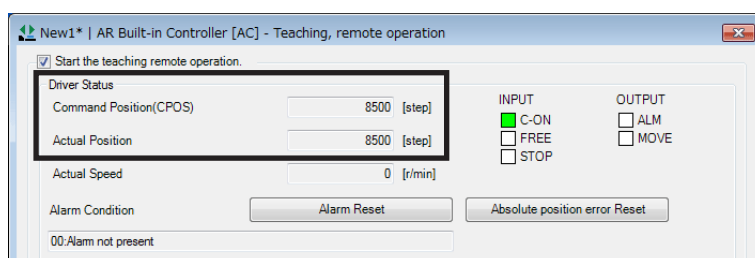 New1* | AR Built-in Controller [AC] - Teaching, remote operation
Start the teaching remote operation.
Driver Status
Command Position(CPOS) 8500 [step]
Actual Position 8500 [step]
Actual Speed 0 [r/min]
INPUT OUTPUT
C-ON ALM
FREE MOVE
STOP
Alarm Condition Alarm Reset Absolute position error Reset
00:Alarm not present